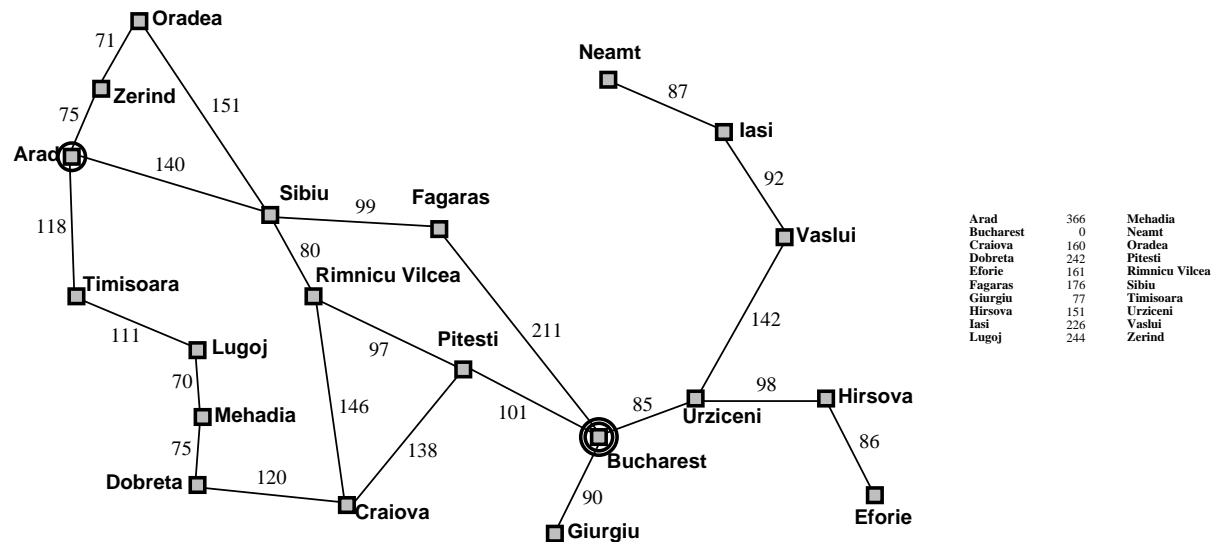 Oradea
71
Neamt
Zerind
87
75
151
Iasi
Arad
140
92
Sibiu
Fagaras
99
118
Vaslui
80
Timisoara
Rimnicu Vilcea
142
211
111
Lugoj
97
Pitesti
70
98
Hirsova
146
101
85
Urziceni
Mehadia
138
86
75
Bucharest
120
Dobreta
90
Craiova
Eforie
Giurgiu
Arad 366 Mehadia
Bucharest 0 Neamt
Craiova 160 Oradea
Dobreta 242 Pitesti
Eforie 161 Rimnicu Vilcea
Fagaras 176 Sibiu
Giurgiu 77 Timisoara
Hirsova 151 Urziceni
Iasi 226 Vaslui
Lugoj 244 Zerind